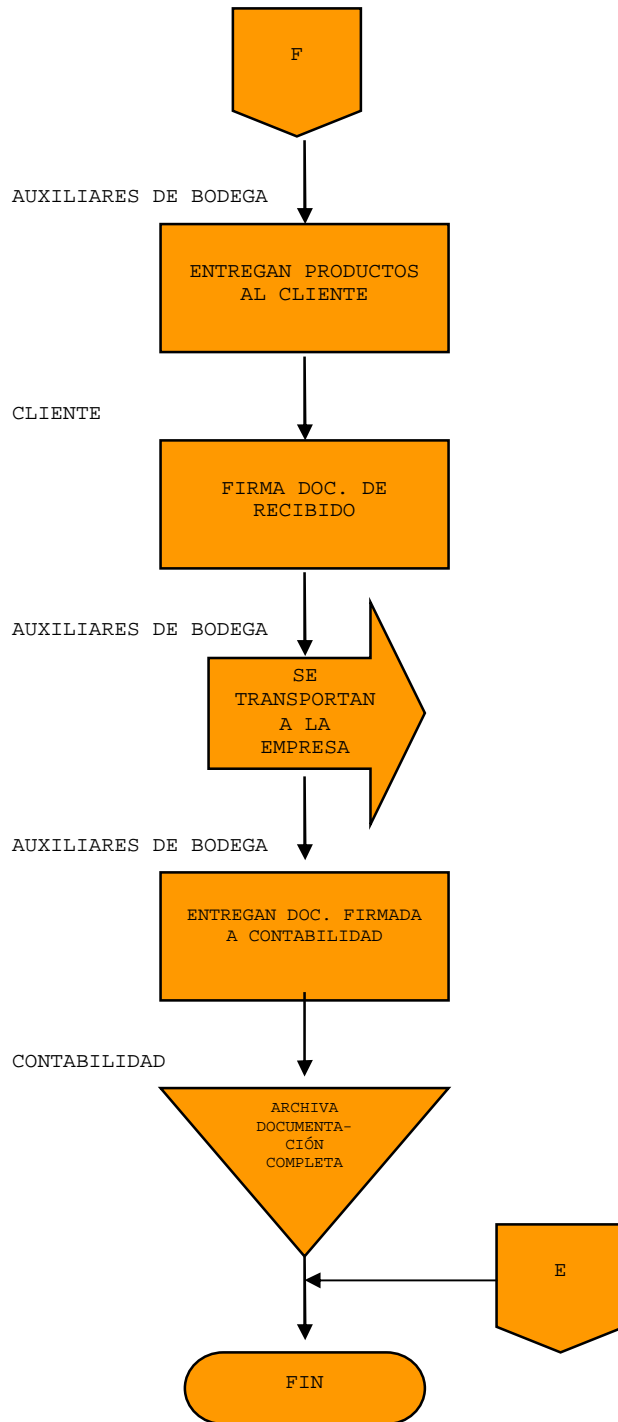 F
AUXILIARES DE BODEGA
ENTREGAN PRODUCTOS
AL CLIENTE
CLIENTE
FIRMA DOC. DE
RECIBIDO
AUXILIARES DE BODEGA
SE
TRANSPORTAN
A LA
EMPRESA
AUXILIARES DE BODEGA
ENTREGAN DOC. FIRMADA
A CONTABILIDAD
CONTABILIDAD
ARCHIVA
DOCUMENTA-
CIÓN
COMPLETA
E
FIN